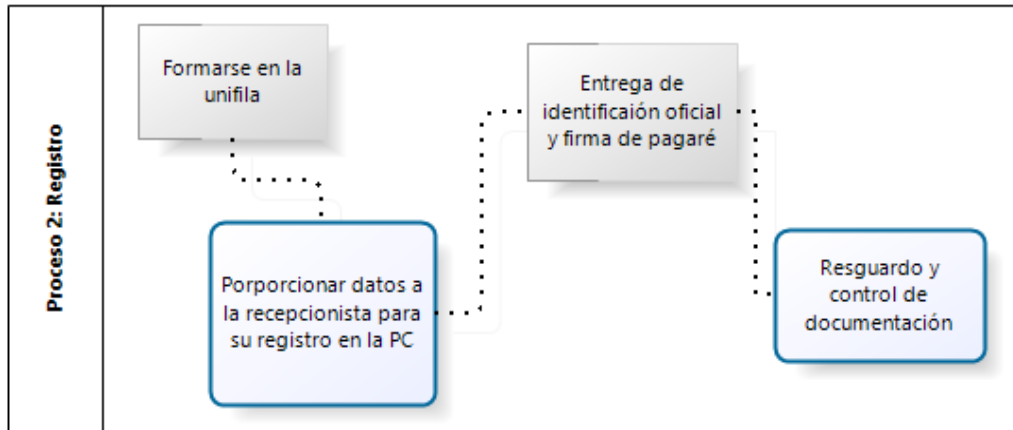 Proceso 2: Registro
Formarse en la
unifila
Porporcionar datos a
la recepcionista para
su registro en la PC
Entrega de
identificaión oficial
y firma de pagaré
Resguardo y
control de
documentación